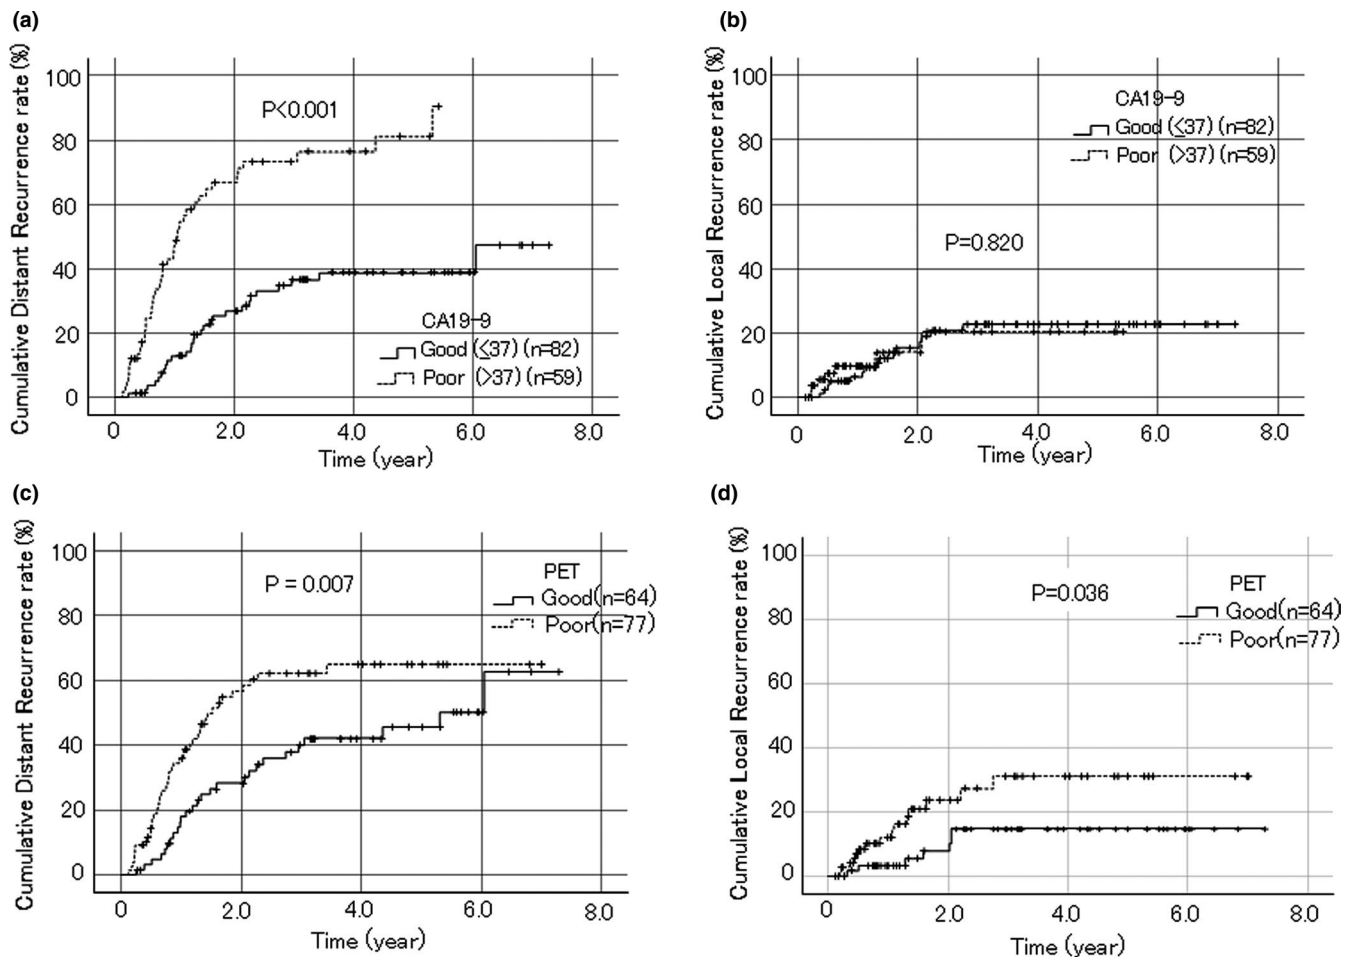 (a)
Cumulative Distant Recurrence rate (%)
100
80
60
40
20
0
P<0.001
CA19-9
Good (≤37) (n=82)
Poor (>37) (n=59)
0 2.0 4.0 6.0 8.0
Time (year)
(b)
Cumulative Local Recurrence rate (%)
100
80
60
40
20
0
CA19-9
Good (≤37) (n=82)
Poor (>37) (n=59)
P=0.820
0 2.0 4.0 6.0 8.0
Time (year)
(c)
Cumulative Distant Recurrence rate (%)
100
80
60
40
20
0
P = 0.007
PET
Good(n=64)
Poor(n=77)
0 2.0 4.0 6.0 8.0
Time (year)
(d)
Cumulative Local Recurrence rate (%)
100
80
60
40
20
0
P=0.036
PET
Good(n=64)
Poor(n=77)
0 2.0 4.0 6.0 8.0
Time (year)